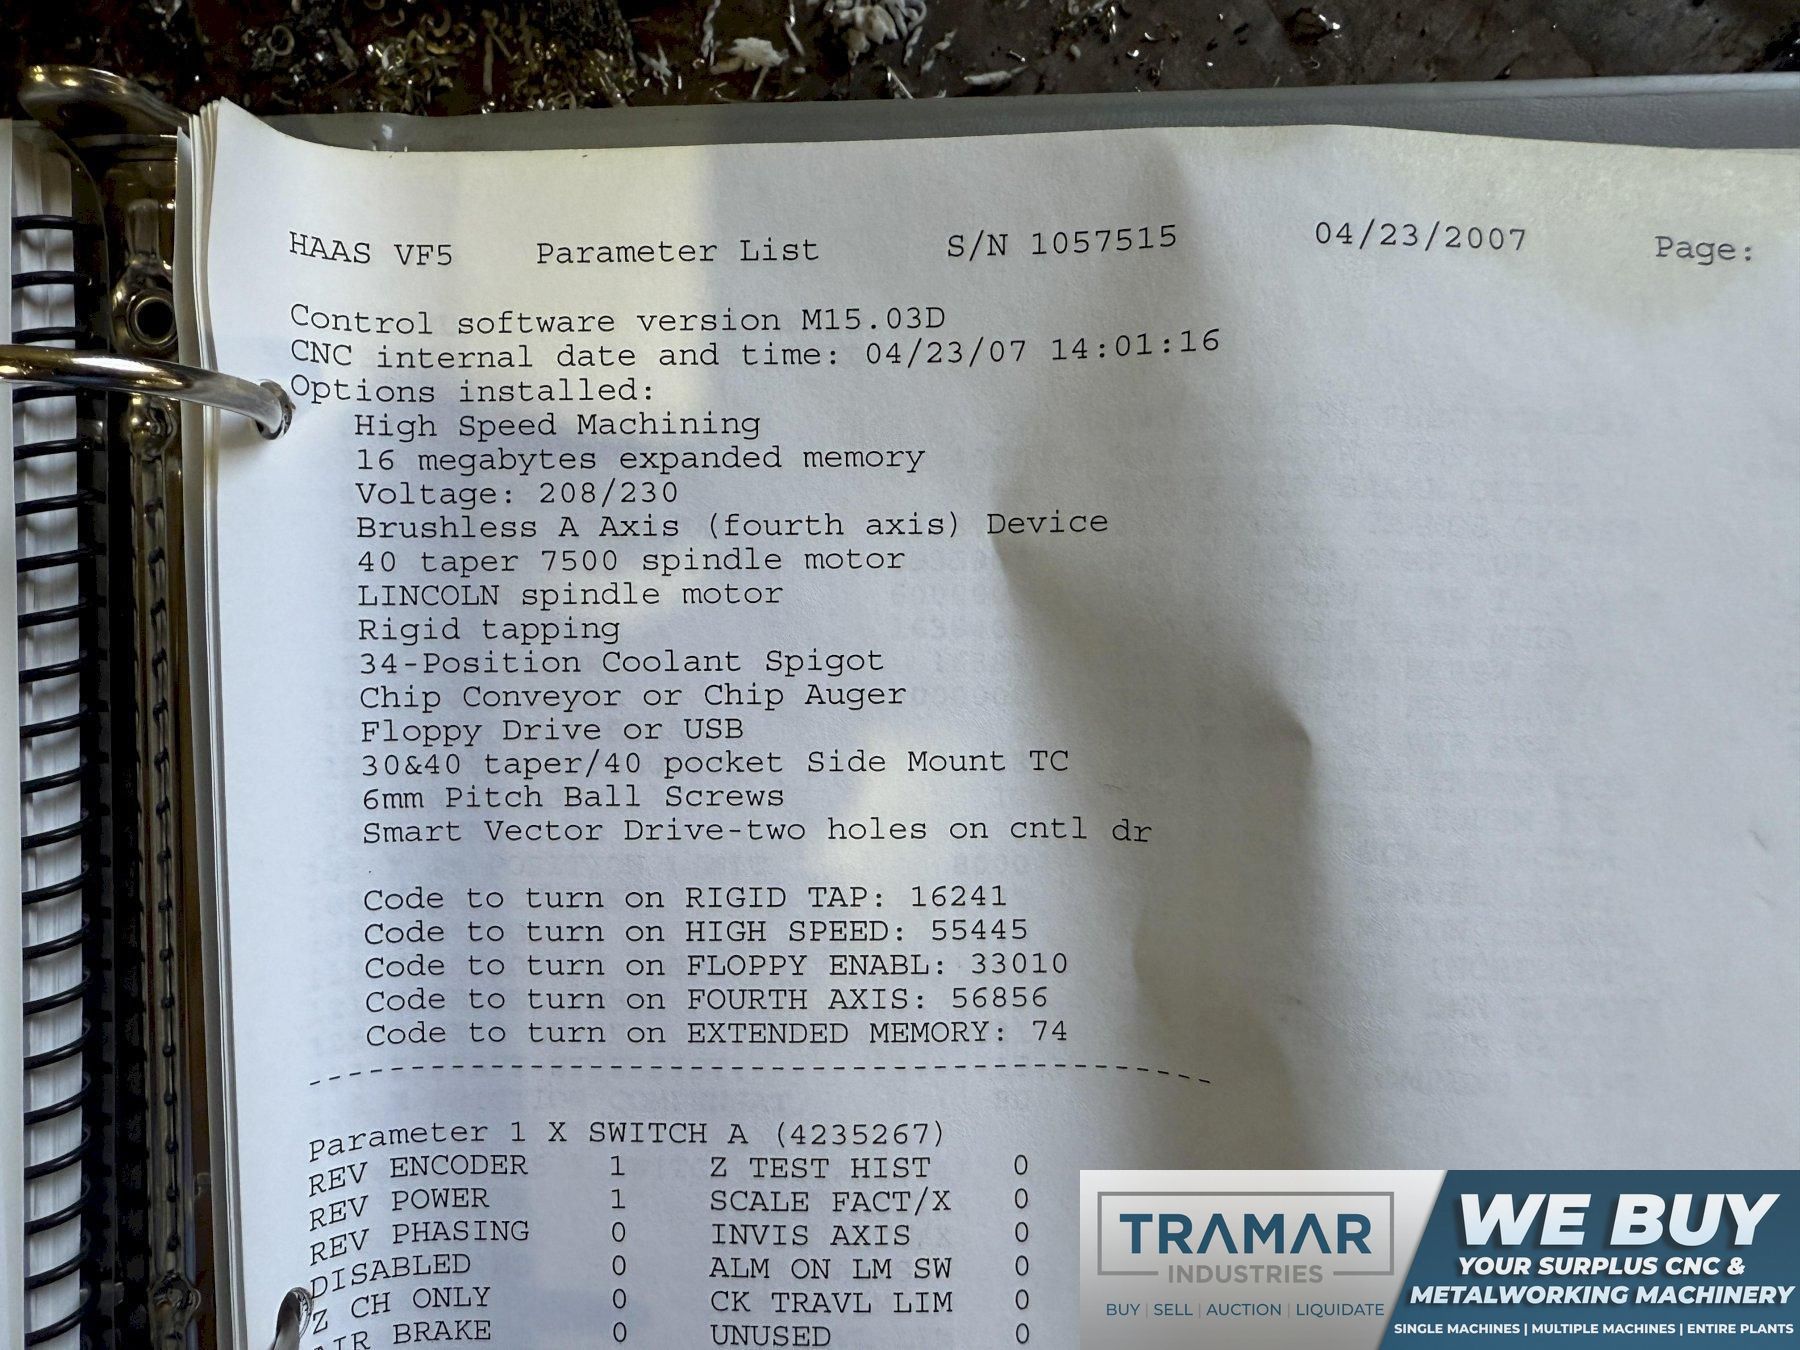 HAAS VF5 Parameter List S/N 1057515 04/23/2007 Page:
Control software version M15.03D
CNC internal date and time: 04/23/07 14:01:16
Options installed:
High Speed Machining
16 megabytes expanded memory
Voltage: 208/230
Brushless A Axis (fourth axis) Device
40 taper 7500 spindle motor
LINCOLN spindle motor
Rigid tapping
34-Position Coolant Spigot
Chip Conveyor or Chip Auger
Floppy Drive or USB
30&40 taper/40 pocket Side Mount TC
6mm Pitch Ball Screws
Smart Vector Drive-two holes on cntl dr
Code to turn on RIGID TAP: 16241
Code to turn on HIGH SPEED: 55445
Code to turn on FLOPPY ENABL: 33010
Code to turn on FOURTH AXIS: 56856
Code to turn on EXTENDED MEMORY: 74
Parameter 1 X SWITCH A (4235267)
REV ENCODER 1 Z TEST HIST 0
REV POWER 1 SCALE FACT/X 0
REV PHASING 0 INVIS AXIS 0
DISABLED 0 ALM ON LM SW 0
Z CH ONLY 0 CK TRAVL LIM 0
AIR BRAKE 0 UNUSED 0
TRAMAR
INDUSTRIES
BUY | SELL | AUCTION | LIQUIDATE
WE BUY
YOUR SURPLUS CNC &
METALWORKING MACHINERY
SINGLE MACHINES | MULTIPLE MACHINES | ENTIRE PLANTS